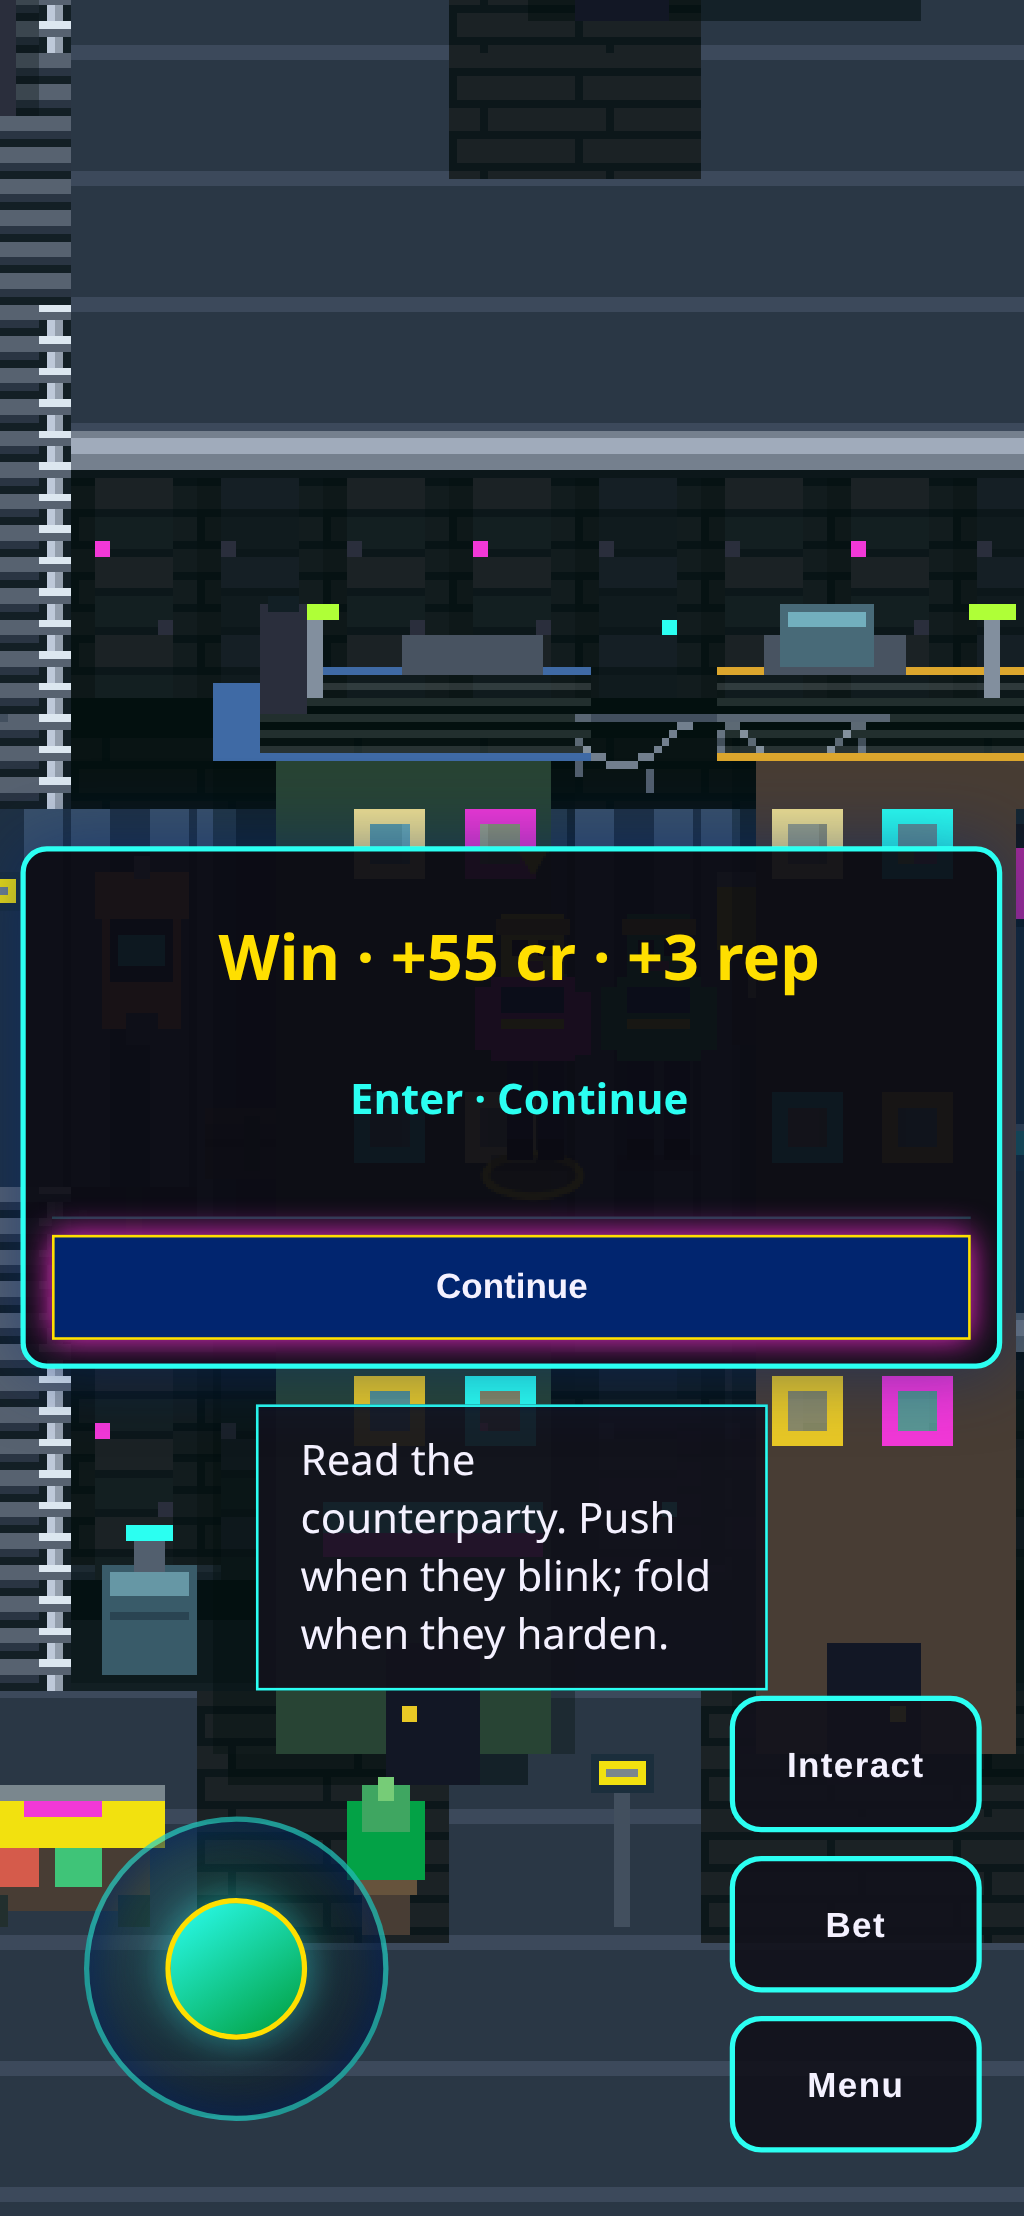 Win · +55 cr · +3 rep
Enter · Continue
Continue
Read the
counterparty. Push
when they blink; fold
when they harden.
Interact
Bet
Menu